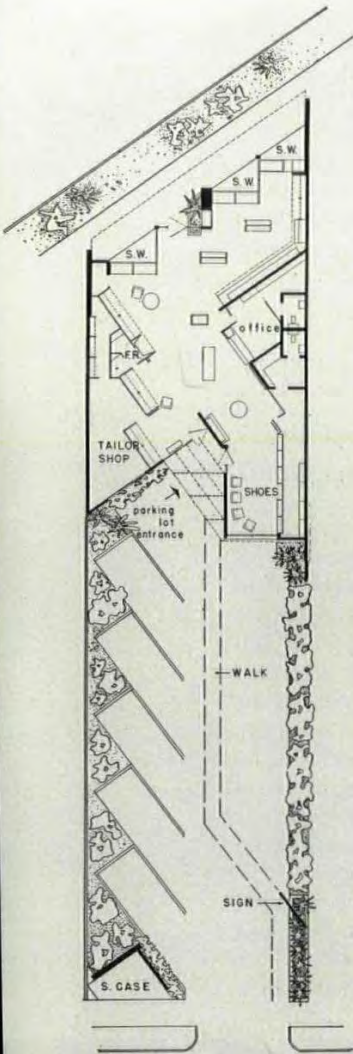 S.W.
S.W.
S.W.
office
F.R.
TAILOR
SHOP
SHOES
parking
lot
entrance
WALK
SIGN
S. CASE